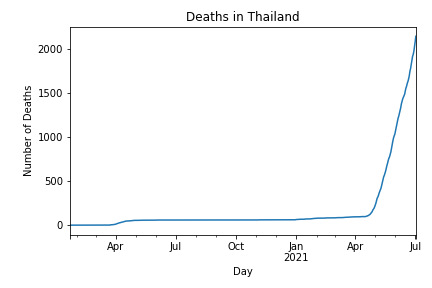 Deaths in Thailand
2000
1500
1000
500
0
Number of Deaths
Apr Jul Oct Jan Apr Jul
2021
Day